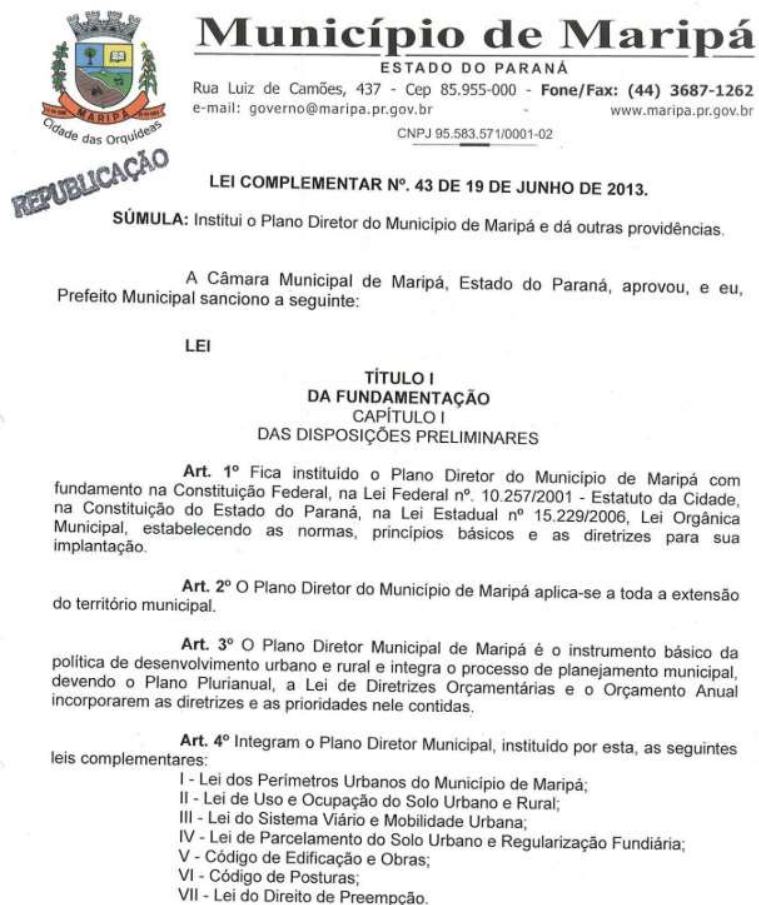 Município de Maripá
ESTADO DO PARANÁ
Rua Luiz de Camões, 437 - Cep 85.955-000 - Fone/Fax: (44) 3687-1262
e-mail: governo@maripa.pr.gov.br - www.maripa.pr.gov.br
CNPJ 95.583.571/0001-02
MARIPÁ
Cidade das Orquídeas
REPUBLICAÇÃO
LEI COMPLEMENTAR Nº. 43 DE 19 DE JUNHO DE 2013.
SÚMULA: Institui o Plano Diretor do Município de Maripá e dá outras providências.
A Câmara Municipal de Maripá, Estado do Paraná, aprovou, e eu,
Prefeito Municipal sanciono a seguinte:
LEI
TÍTULO I
DA FUNDAMENTAÇÃO
CAPÍTULO I
DAS DISPOSIÇÕES PRELIMINARES
Art. 1º Fica instituído o Plano Diretor do Município de Maripá com
fundamento na Constituição Federal, na Lei Federal nº. 10.257/2001 - Estatuto da Cidade,
na Constituição do Estado do Paraná, na Lei Estadual nº 15.229/2006, Lei Orgânica
Municipal, estabelecendo as normas, princípios básicos e as diretrizes para sua
implantação.
Art. 2º O Plano Diretor do Município de Maripá aplica-se a toda a extensão
do território municipal.
Art. 3º O Plano Diretor Municipal de Maripá é o instrumento básico da
política de desenvolvimento urbano e rural e integra o processo de planejamento municipal,
devendo o Plano Plurianual, a Lei de Diretrizes Orçamentárias e o Orçamento Anual
incorporarem as diretrizes e as prioridades nele contidas.
Art. 4º Integram o Plano Diretor Municipal, instituído por esta, as seguintes
leis complementares:
I - Lei dos Perímetros Urbanos do Município de Maripá;
II - Lei de Uso e Ocupação do Solo Urbano e Rural;
III - Lei do Sistema Viário e Mobilidade Urbana;
IV - Lei de Parcelamento do Solo Urbano e Regularização Fundiária;
V - Código de Edificação e Obras;
VI - Código de Posturas;
VII - Lei do Direito de Preempção.